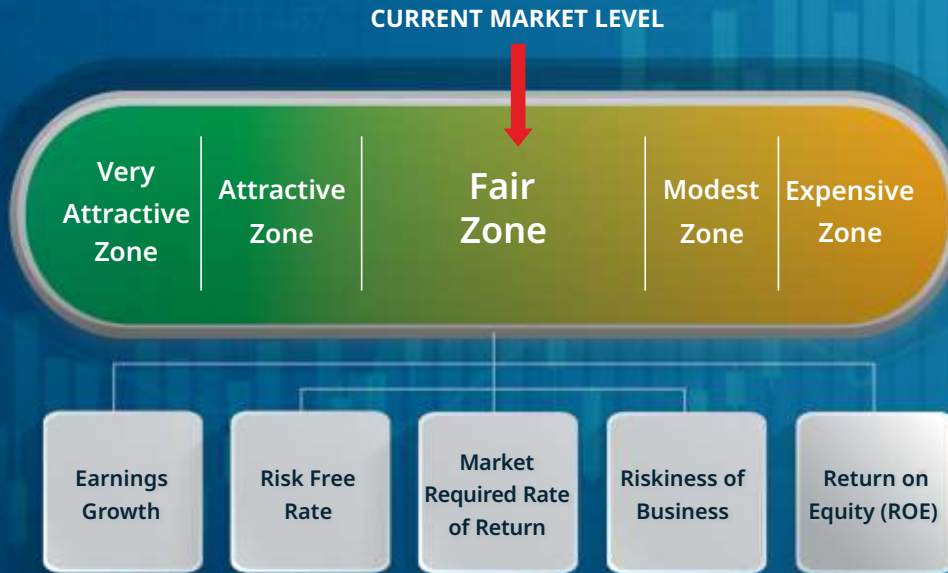 CURRENT MARKET LEVEL
Very
Attractive
Zone
Attractive
Zone
Fair
Zone
Modest
Zone
Expensive
Zone
Earnings
Growth
Risk Free
Rate
Market
Required Rate
of Return
Riskiness of
Business
Return on
Equity (ROE)